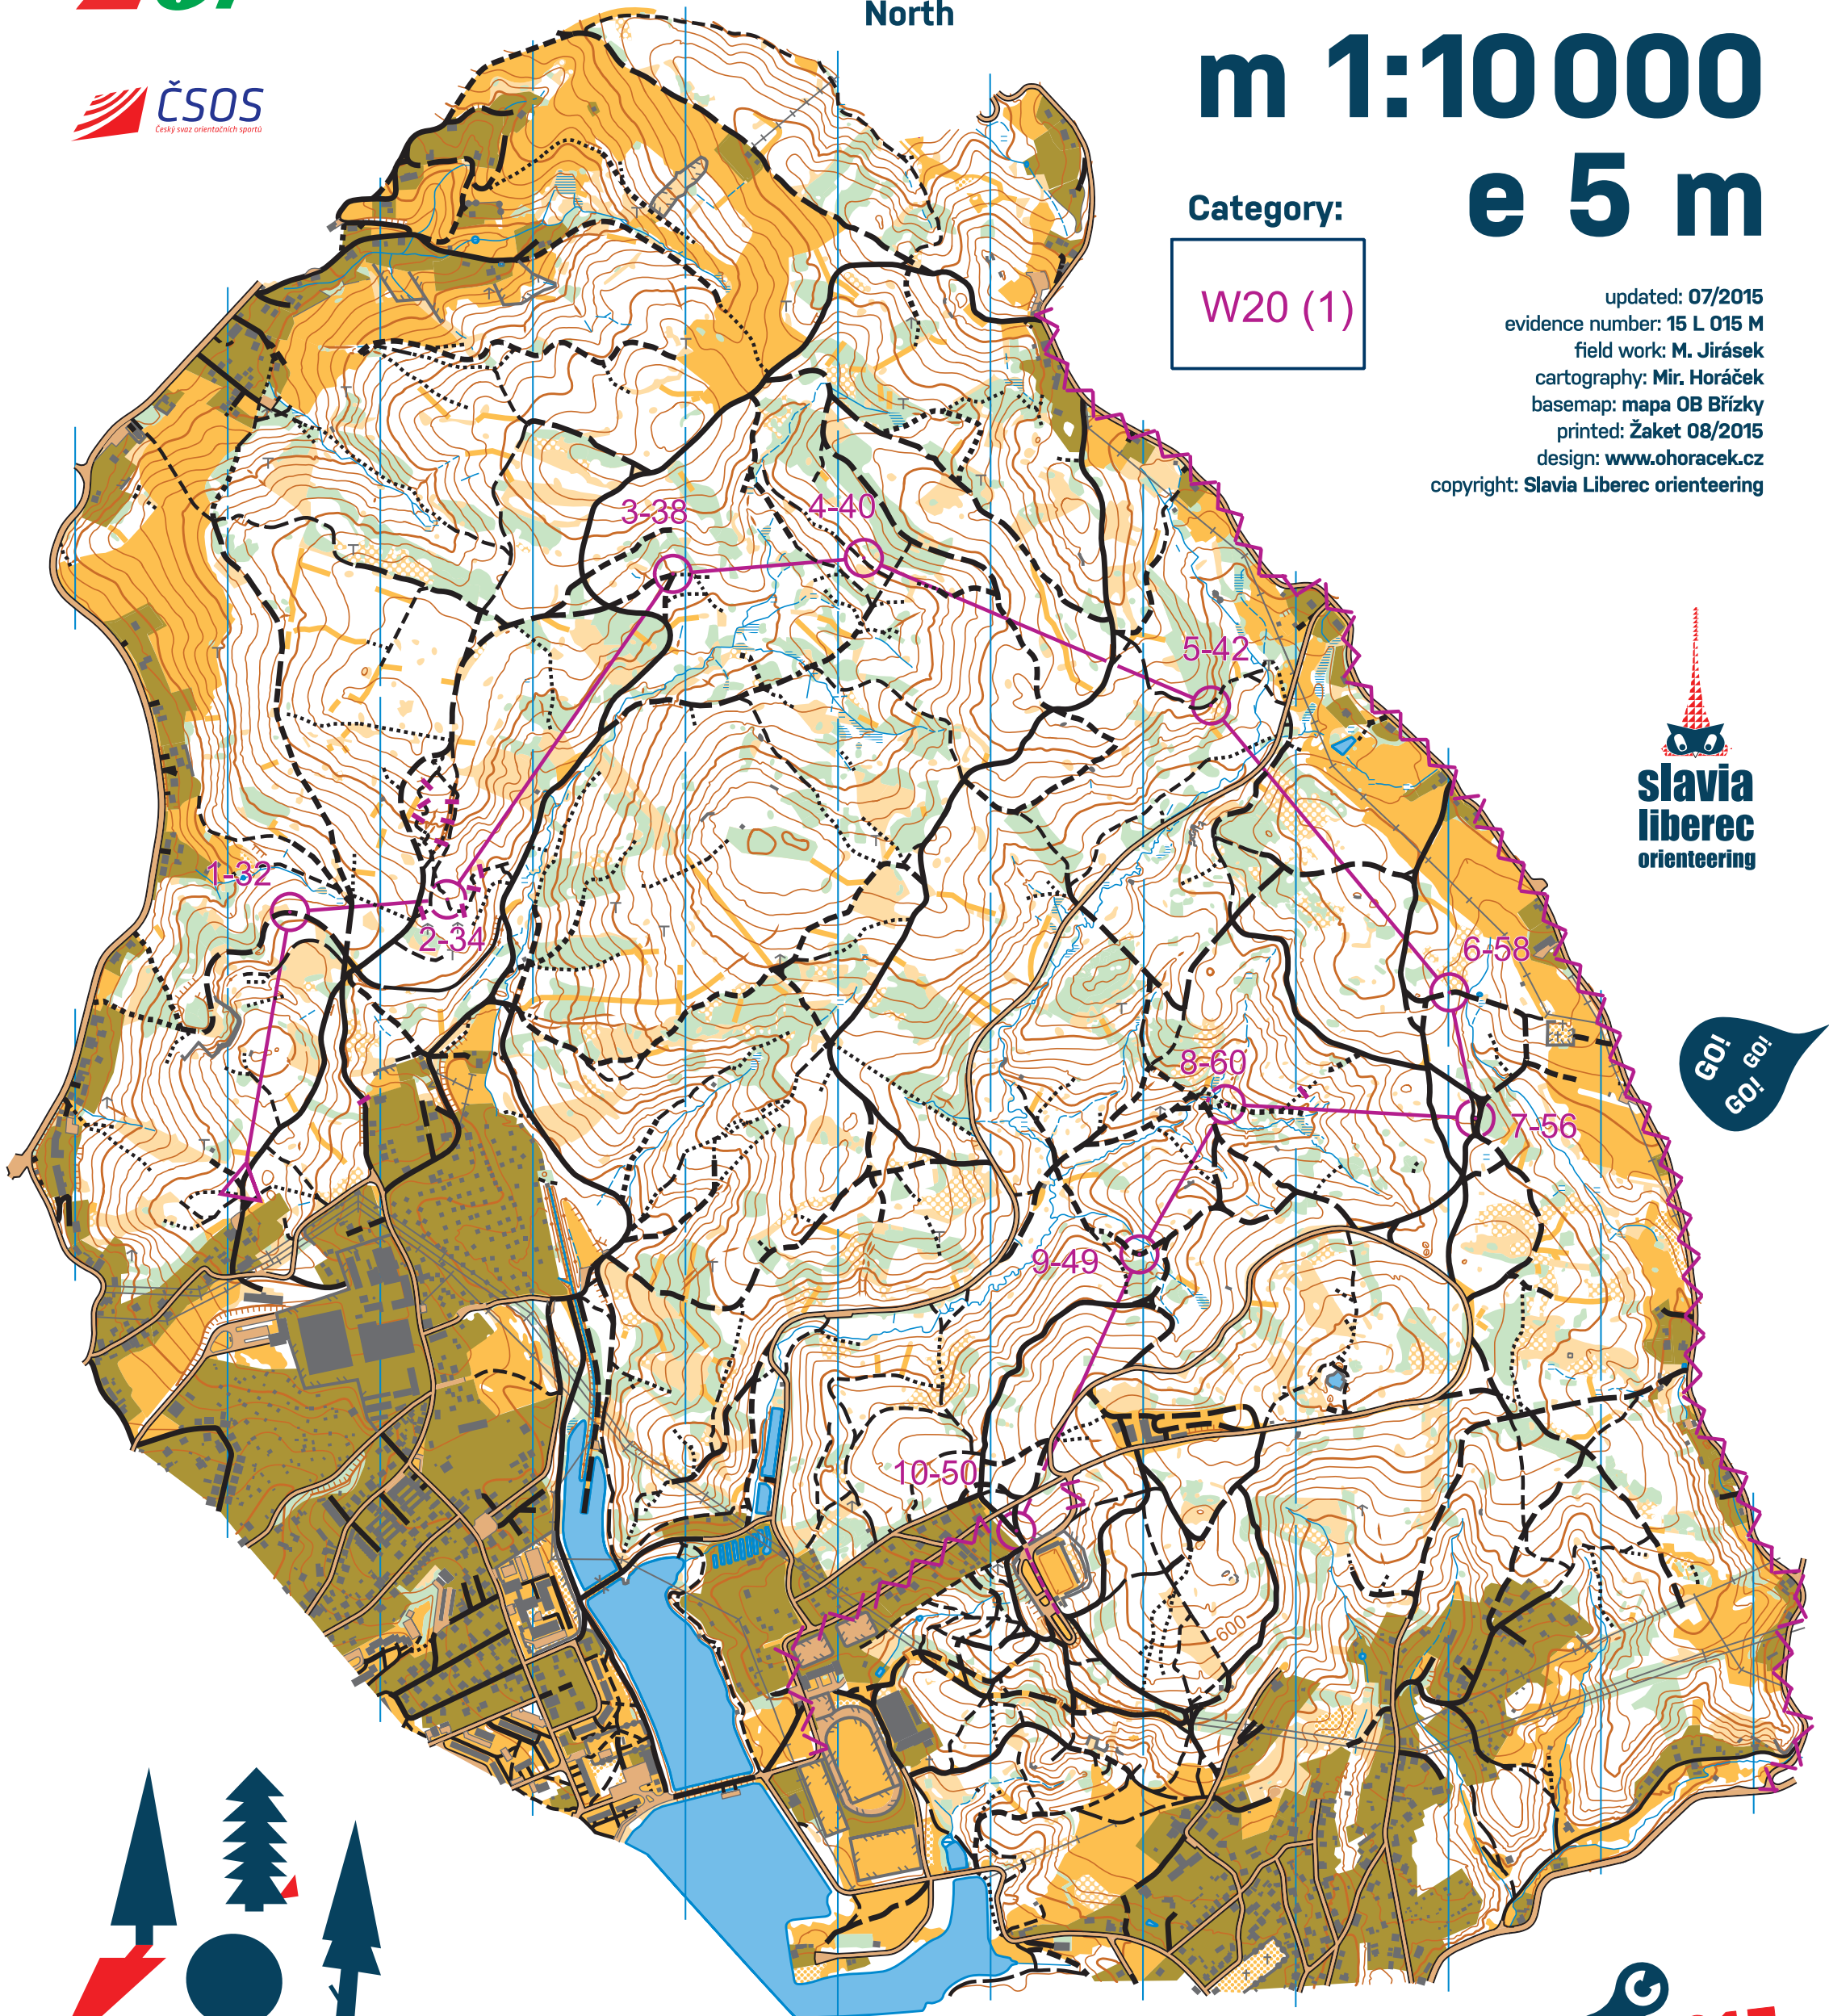 North
m 1:10 000
e 5 m
ČSOS
Český svaz orientačních sportů
Category:
W20 (1)
updated: 07/2015
evidence number: 15 L 015 M
field work: M. Jirásek
cartography: Mir. Horáček
basemap: mapa OB Břízky
printed: Žaket 08/2015
design: www.ohoracek.cz
copyright: Slavia Liberec orienteering
3-38
4-40
5-42
slavia
liberec
orienteering
1-32
2-34
6-58
GO!
GO!
GO!
8-60
7-56
9-49
10-50
600